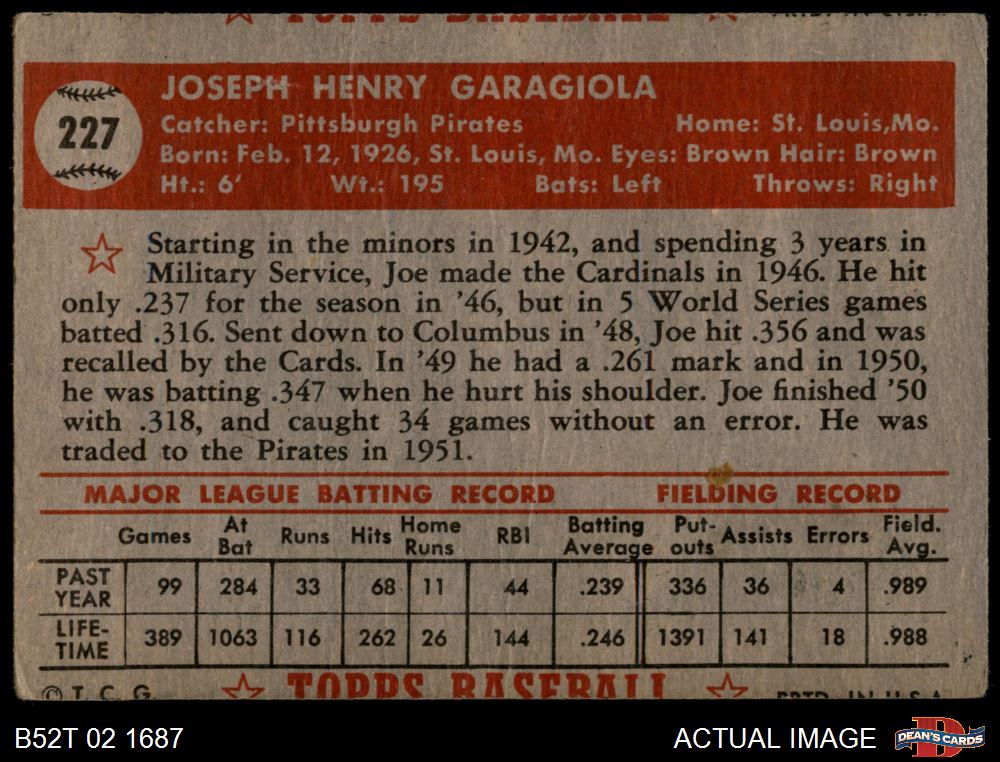 TOPPS BASEBALL
227
JOSEPH HENRY GARAGIOLA
Catcher: Pittsburgh Pirates Home: St. Louis,Mo.
Born: Feb. 12, 1926, St. Louis, Mo. Eyes: Brown Hair: Brown
Ht.: 6' Wt.: 195 Bats: Left Throws: Right
Starting in the minors in 1942, and spending 3 years in
Military Service, Joe made the Cardinals in 1946. He hit
only .237 for the season in '46, but in 5 World Series games
batted .316. Sent down to Columbus in '48, Joe hit .356 and was
recalled by the Cards. In '49 he had a .261 mark and in 1950,
he was batting .347 when he hurt his shoulder. Joe finished '50
with .318, and caught 34 games without an error. He was
traded to the Pirates in 1951.
MAJOR LEAGUE BATTING RECORD FIELDING RECORD
Games At Bat Runs Hits Home Runs RBI Batting Average Put-outs Assists Errors Field. Avg.
PAST YEAR 99 284 33 68 11 44 .239 336 36 4 .989
LIFE-TIME 389 1063 116 262 26 144 .246 1391 141 18 .988
© T. C. G. TOPPS BASEBALL PRTD. IN U.S.A.
B52T 02 1687 ACTUAL IMAGE DEAN'S CARDS